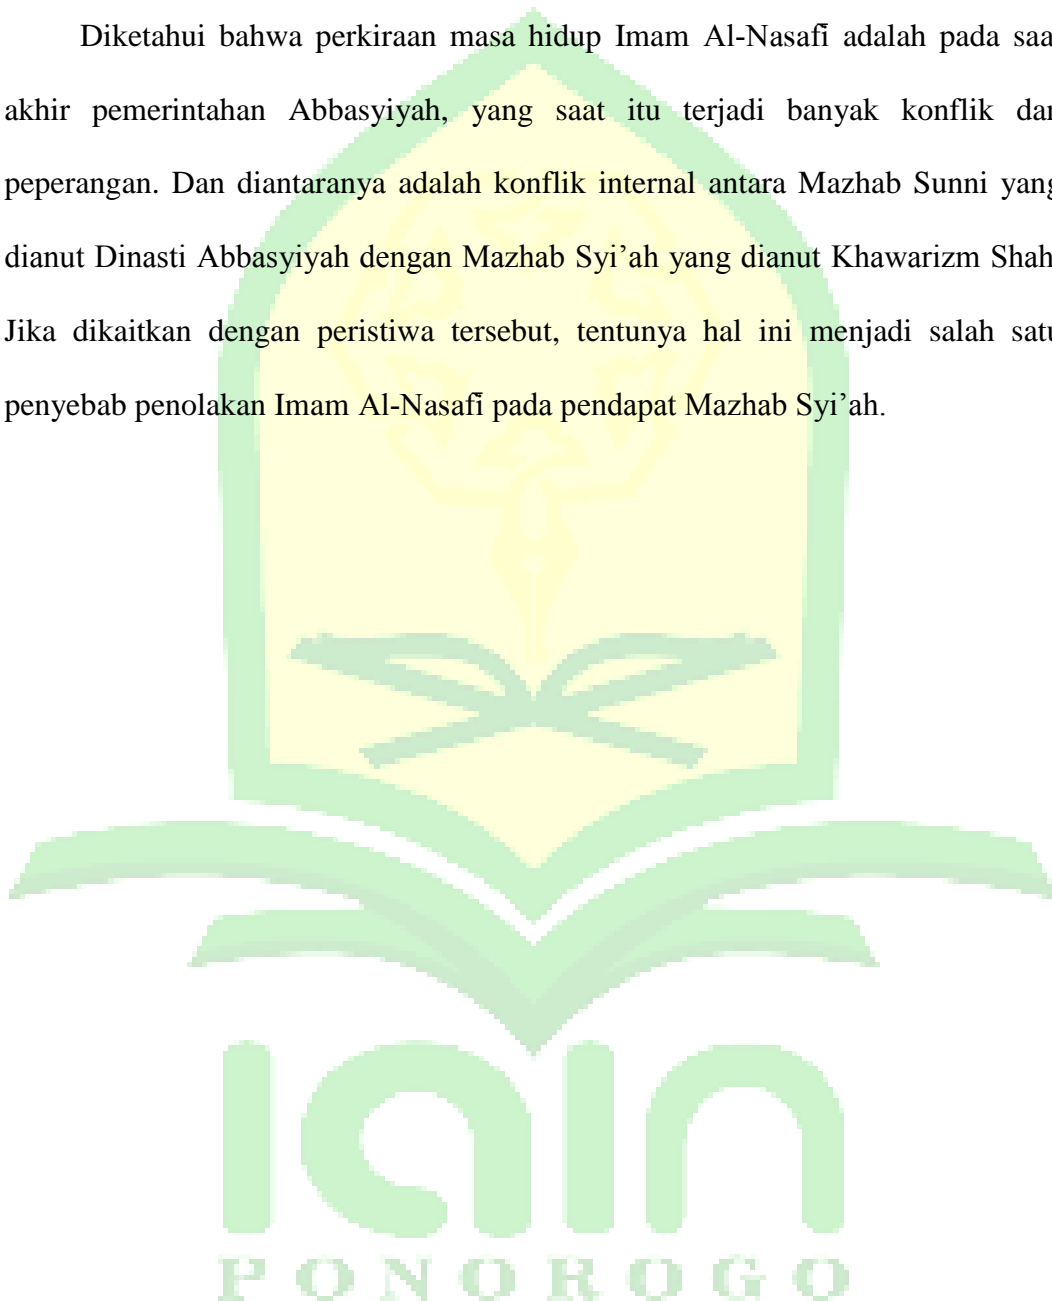 Diketahui bahwa perkiraan masa hidup Imam Al-Nasafī adalah pada saa
akhir pemerintahan Abbasyiyah, yang saat itu terjadi banyak konflik dan
peperangan. Dan diantaranya adalah konflik internal antara Mazhab Sunni yang
dianut Dinasti Abbasyiyah dengan Mazhab Syi’ah yang dianut Khawarizm Shah
Jika dikaitkan dengan peristiwa tersebut, tentunya hal ini menjadi salah satu
penyebab penolakan Imam Al-Nasafī pada pendapat Mazhab Syi’ah.
iain
PONOROGO